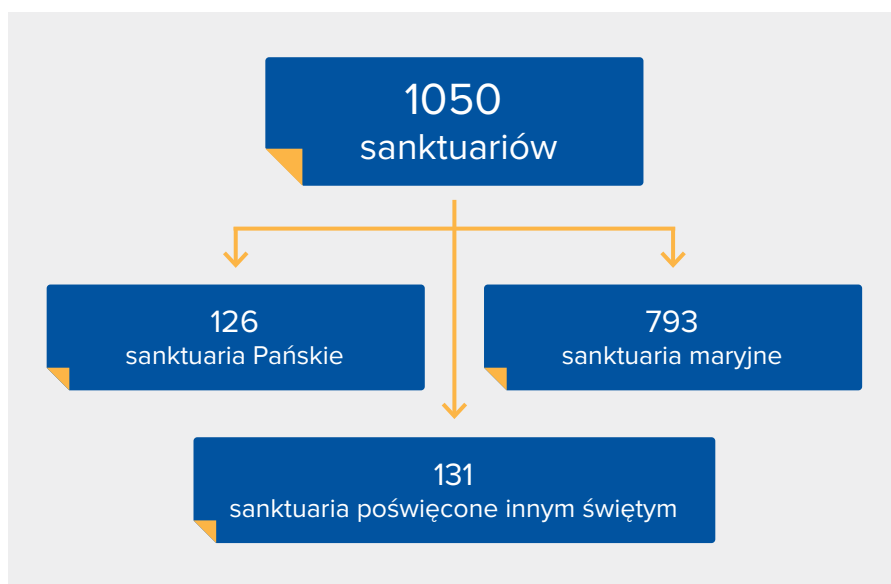 1050
sanktuariów
126
sanktuaria Pańskie
793
sanktuaria maryjne
131
sanktuaria poświęcone innym świętym